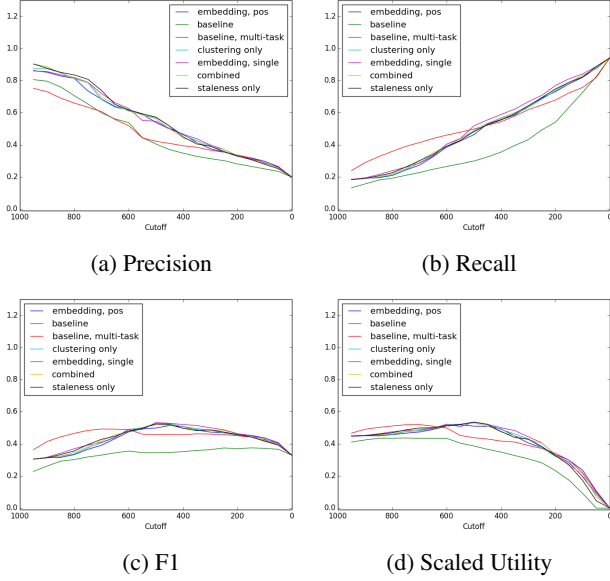 embedding, pos
baseline
baseline, multi-task
clustering only
embedding, single
combined
staleness only
1.2
1.0
0.8
0.6
0.4
0.2
0.0
1000 800 600 400 200 0
Cutoff
(a) Precision
embedding, pos
baseline
baseline, multi-task
clustering only
embedding, single
combined
staleness only
1.2
1.0
0.8
0.6
0.4
0.2
0.0
1000 800 600 400 200 0
Cutoff
(b) Recall
embedding, pos
baseline
baseline, multi-task
clustering only
embedding, single
combined
staleness only
1.2
1.0
0.8
0.6
0.4
0.2
0.0
1000 800 600 400 200 0
Cutoff
(c) F1
embedding, pos
baseline
baseline, multi-task
clustering only
embedding, single
combined
staleness only
1.2
1.0
0.8
0.6
0.4
0.2
0.0
1000 800 600 400 200 0
Cutoff
(d) Scaled Utility